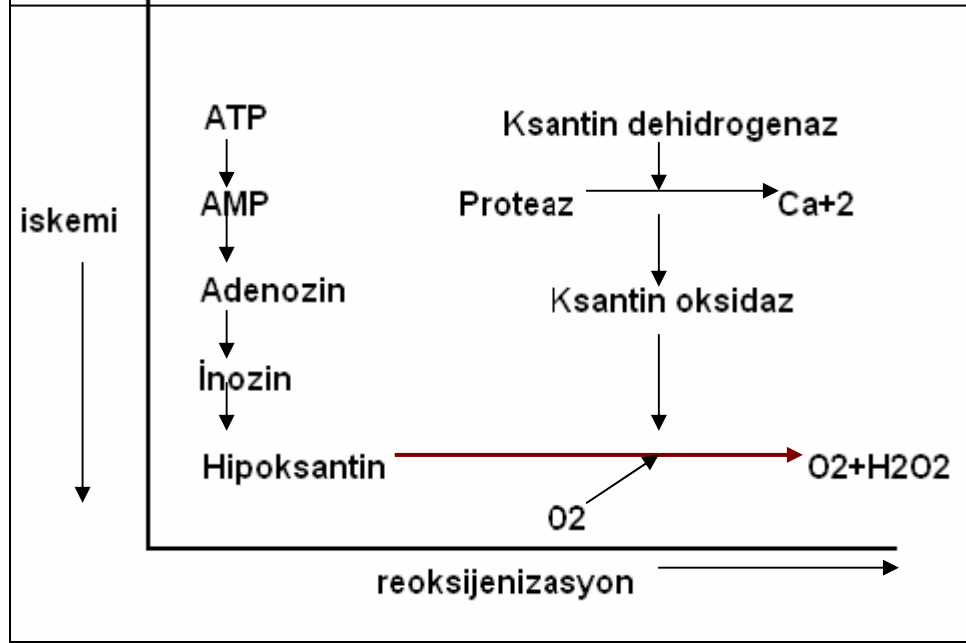 ATP
Ksantin dehidrogenaz
AMP
Proteaz
Ca+2
iskemi
Adenozin
Ksantin oksidaz
İnozin
Hipoksantin
O2+H2O2
O2
reoksijenizasyon